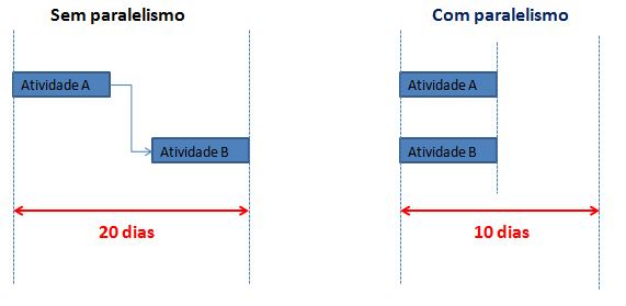 Sem paralelismo
Atividade A
Atividade B
20 dias
Com paralelismo
Atividade A
Atividade B
10 dias